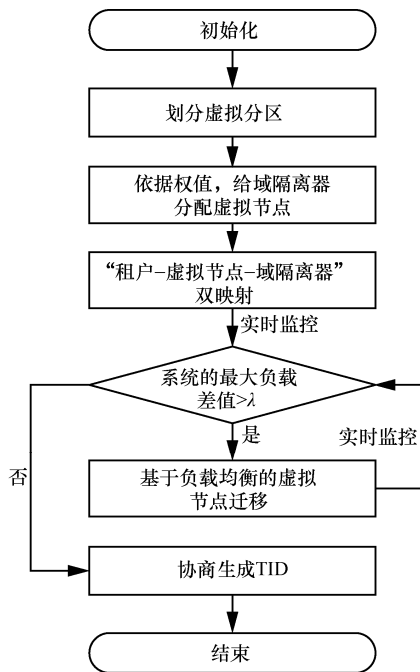 初始化
划分虚拟分区
依据权值，给域隔离器
分配虚拟节点
“租户−虚拟节点−域隔离器”
双映射
实时监控
系统的最大负载
差值>λ
是
实时监控
否
基于负载均衡的虚拟
节点迁移
协商生成TID
结束